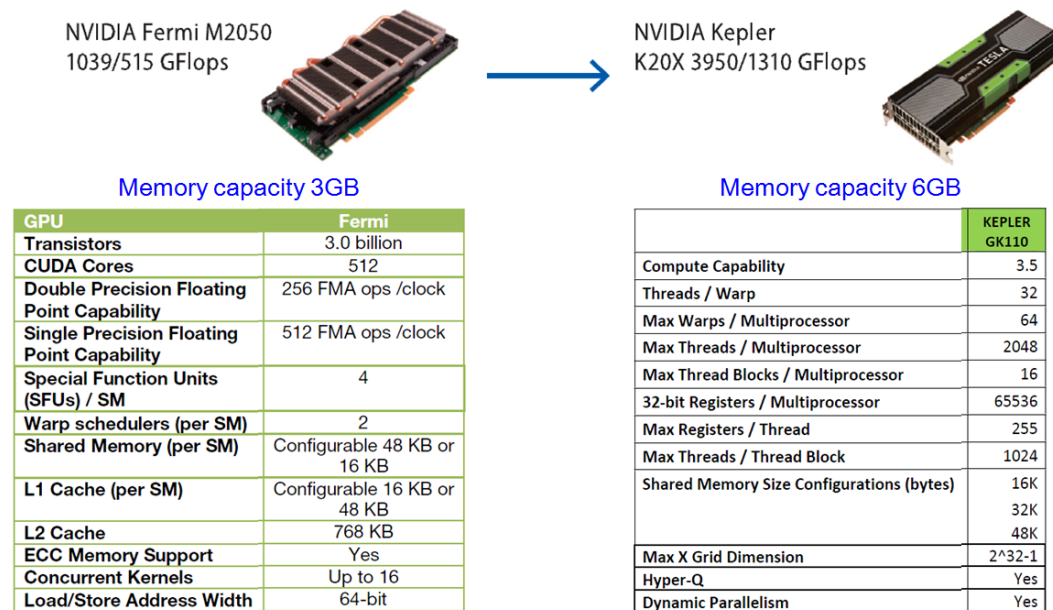 NVIDIA Fermi M2050
1039/515 GFlops
NVIDIA Kepler
K20X 3950/1310 GFlops
TESLA
Memory capacity 3GB
Memory capacity 6GB
GPU Fermi
Transistors 3.0 billion
CUDA Cores 512
Double Precision Floating 256 FMA ops /clock
Point Capability
Single Precision Floating 512 FMA ops /clock
Point Capability
Special Function Units 4
(SFUs) / SM
Warp schedulers (per SM) 2
Shared Memory (per SM) Configurable 48 KB or
16 KB
L1 Cache (per SM) Configurable 16 KB or
48 KB
L2 Cache 768 KB
ECC Memory Support Yes
Concurrent Kernels Up to 16
Load/Store Address Width 64-bit
KEPLER
GK110
Compute Capability 3.5
Threads / Warp 32
Max Warps / Multiprocessor 64
Max Threads / Multiprocessor 2048
Max Thread Blocks / Multiprocessor 16
32-bit Registers / Multiprocessor 65536
Max Registers / Thread 255
Max Threads / Thread Block 1024
Shared Memory Size Configurations (bytes) 16K
32K
48K
Max X Grid Dimension 2^32-1
Hyper-Q Yes
Dynamic Parallelism Yes